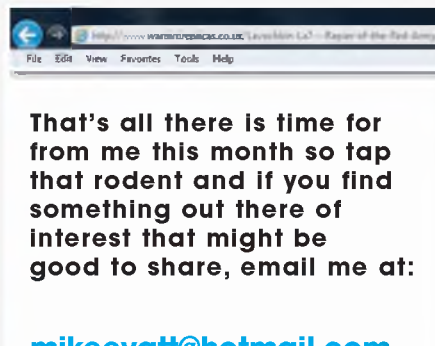 File Edit View Favorites Tools Help
That's all there is time for
from me this month so tap
that rodent and if you find
something out there of
interest that might be
good to share, email me at: